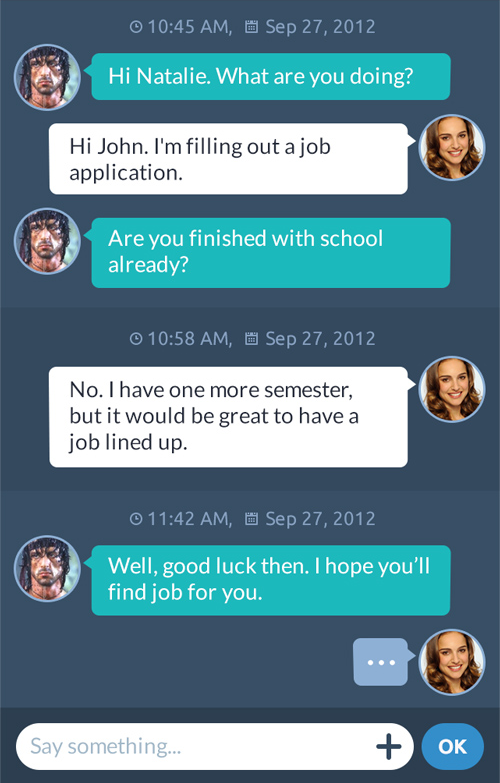 10:45 AM, Sep 27, 2012
Hi Natalie. What are you doing?
Hi John. I'm filling out a job
application.
Are you finished with school
already?
10:58 AM, Sep 27, 2012
No. I have one more semester,
but it would be great to have a
job lined up.
11:42 AM, Sep 27, 2012
Well, good luck then. I hope you’ll
find job for you.
...
Say something...
OK